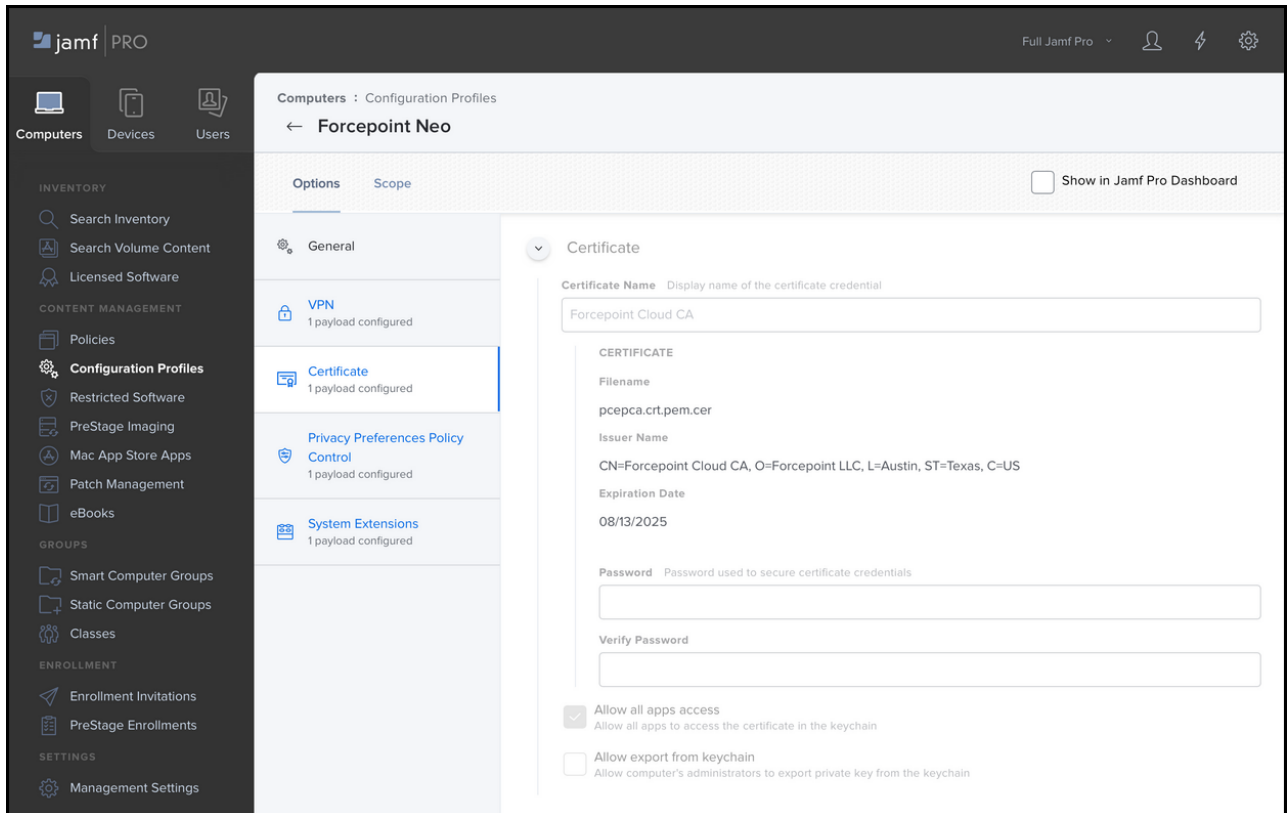 jamf PRO
Full Jamf Pro
Computers
Devices
Users
INVENTORY
Search Inventory
Search Volume Content
Licensed Software
CONTENT MANAGEMENT
Policies
Configuration Profiles
Restricted Software
PreStage Imaging
Mac App Store Apps
Patch Management
eBooks
GROUPS
Smart Computer Groups
Static Computer Groups
Classes
ENROLLMENT
Enrollment Invitations
PreStage Enrollments
SETTINGS
Management Settings
Computers : Configuration Profiles
← Forcepoint Neo
Options
Scope
Show in Jamf Pro Dashboard
General
VPN
1 payload configured
Certificate
1 payload configured
Privacy Preferences Policy
Control
1 payload configured
System Extensions
1 payload configured
Certificate
Certificate Name Display name of the certificate credential
Forcepoint Cloud CA
CERTIFICATE
Filename
pcepca.crt.pem.cer
Issuer Name
CN=Forcepoint Cloud CA, O=Forcepoint LLC, L=Austin, ST=Texas, C=US
Expiration Date
08/13/2025
Password Password used to secure certificate credentials
Verify Password
Allow all apps access
Allow all apps to access the certificate in the keychain
Allow export from keychain
Allow computer's administrators to export private key from the keychain